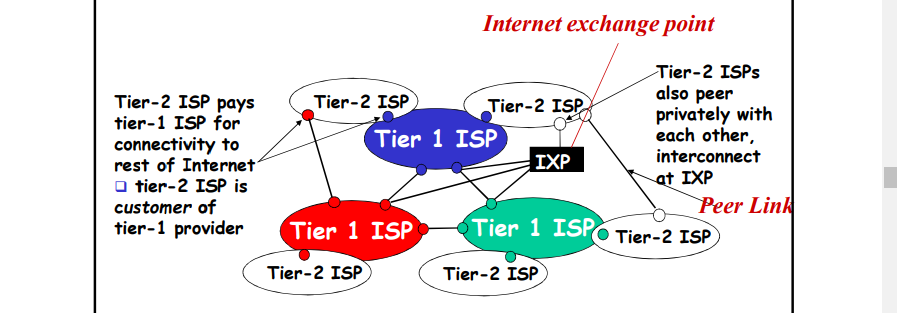 Internet exchange point
Tier-2 ISP pays
tier-1 ISP for
connectivity to
rest of Internet
❑ tier-2 ISP is
customer of
tier-1 provider
Tier-2 ISP
Tier-2 ISP
Tier 1 ISP
IXP
Tier-2 ISPs
also peer
privately with
each other,
interconnect
at IXP
Peer Link
Tier 1 ISP
Tier 1 ISP
Tier-2 ISP
Tier-2 ISP
Tier-2 ISP